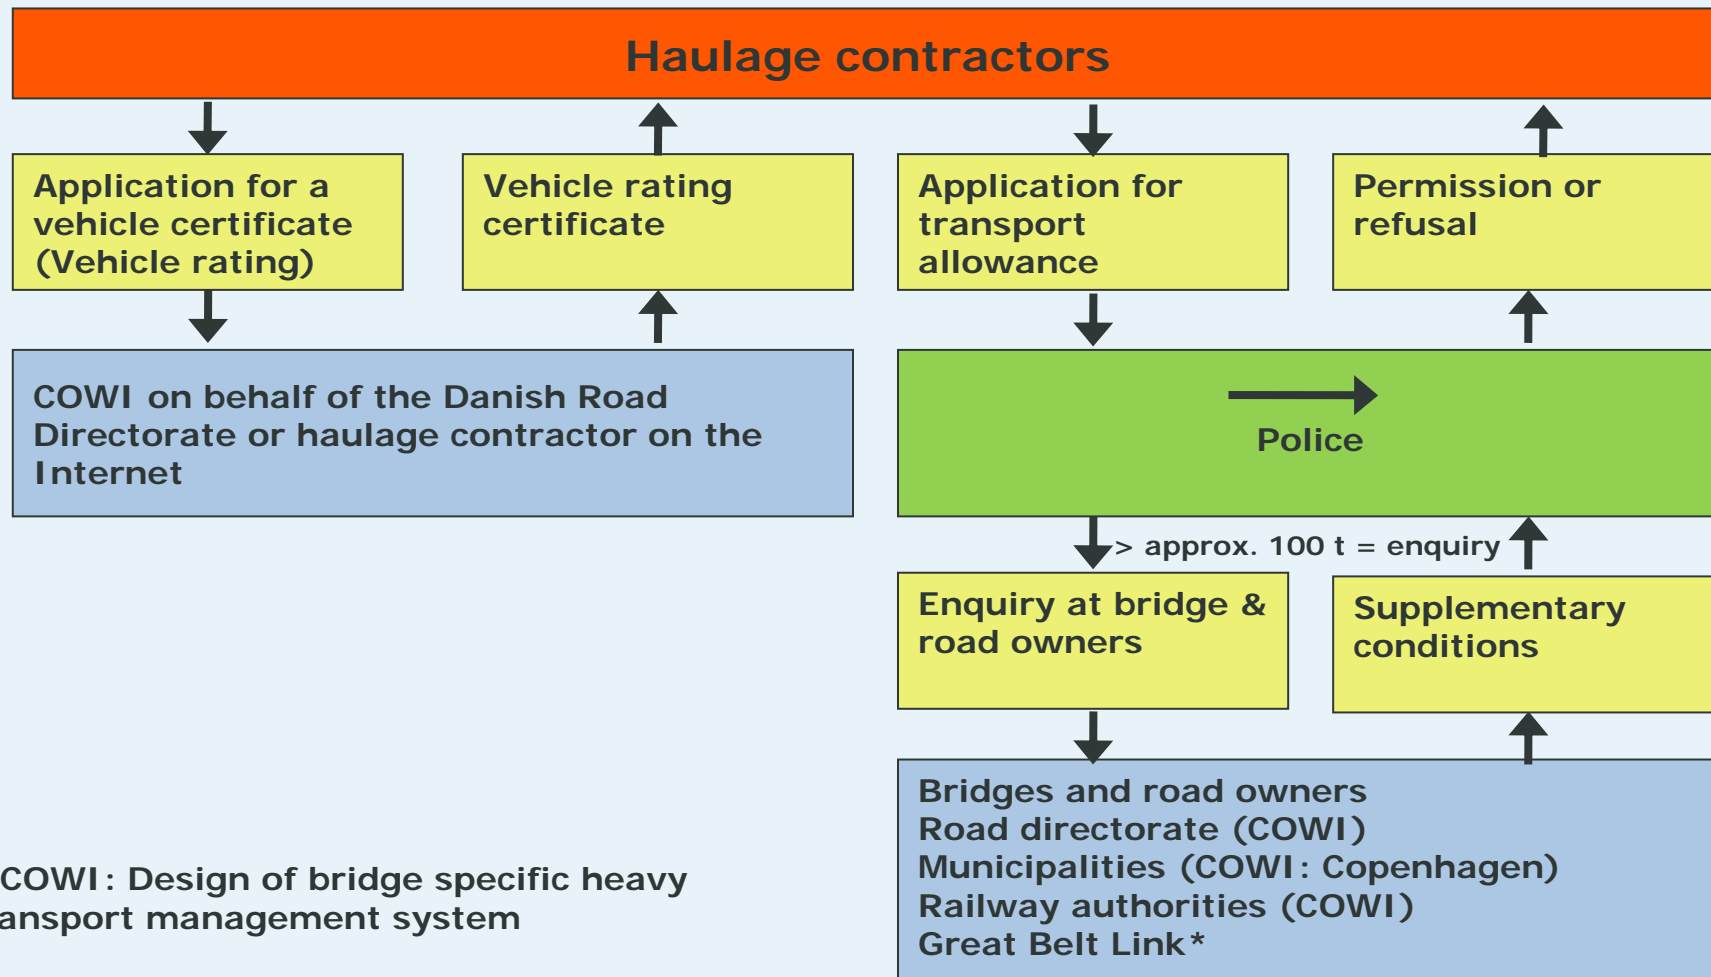 Haulage contractors
Application for a
vehicle certificate
(Vehicle rating)
Vehicle rating
certificate
Application for
transport
allowance
Permission or
refusal
COWI on behalf of the Danish Road
Directorate or haulage contractor on the
Internet
Police
> approx. 100 t = enquiry
Enquiry at bridge &
road owners
Supplementary
conditions
Bridges and road owners
Road directorate (COWI)
Municipalities (COWI: Copenhagen)
Railway authorities (COWI)
Great Belt Link*
COWI: Design of bridge specific heavy
ansport management system